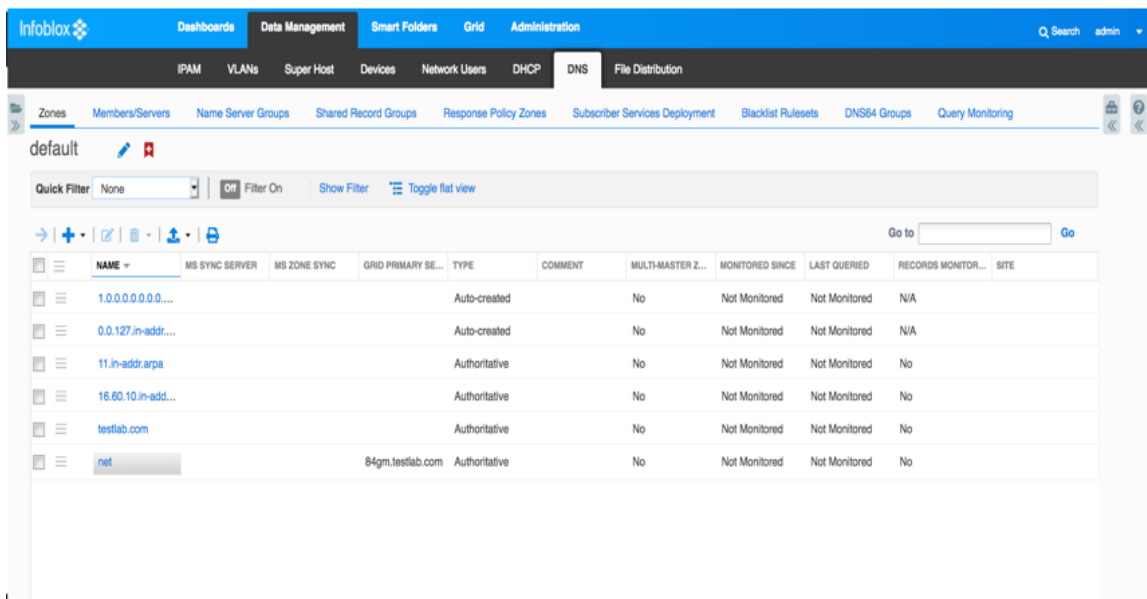 Infoblox Dashboards Data Management Smart Folders Grid Administration Search admin
IPAM VLANs Super Host Devices Network Users DHCP DNS File Distribution
Zones Members/Servers Name Server Groups Shared Record Groups Response Policy Zones Subscriber Services Deployment Blacklist Rulesets DNS64 Groups Query Monitoring
default
Quick Filter None Off Filter On Show Filter Toggle flat view
Go to Go
NAME MS SYNC SERVER MS ZONE SYNC GRID PRIMARY SE... TYPE COMMENT MULTI-MASTER Z... MONITORED SINCE LAST QUERIED RECORDS MONITOR... SITE
1.0.0.0.0.0.0.0.... Auto-created No Not Monitored Not Monitored N/A
0.0.127.in-addr.... Auto-created No Not Monitored Not Monitored N/A
11.in-addr.arpa Authoritative No Not Monitored Not Monitored No
16.60.10.in-add... Authoritative No Not Monitored Not Monitored No
testlab.com Authoritative No Not Monitored Not Monitored No
net 84gm.testlab.com Authoritative No Not Monitored Not Monitored No